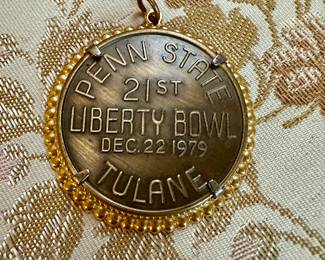 PENN STATE
21ST
LIBERTY BOWL
DEC. 22 1979
TULANE